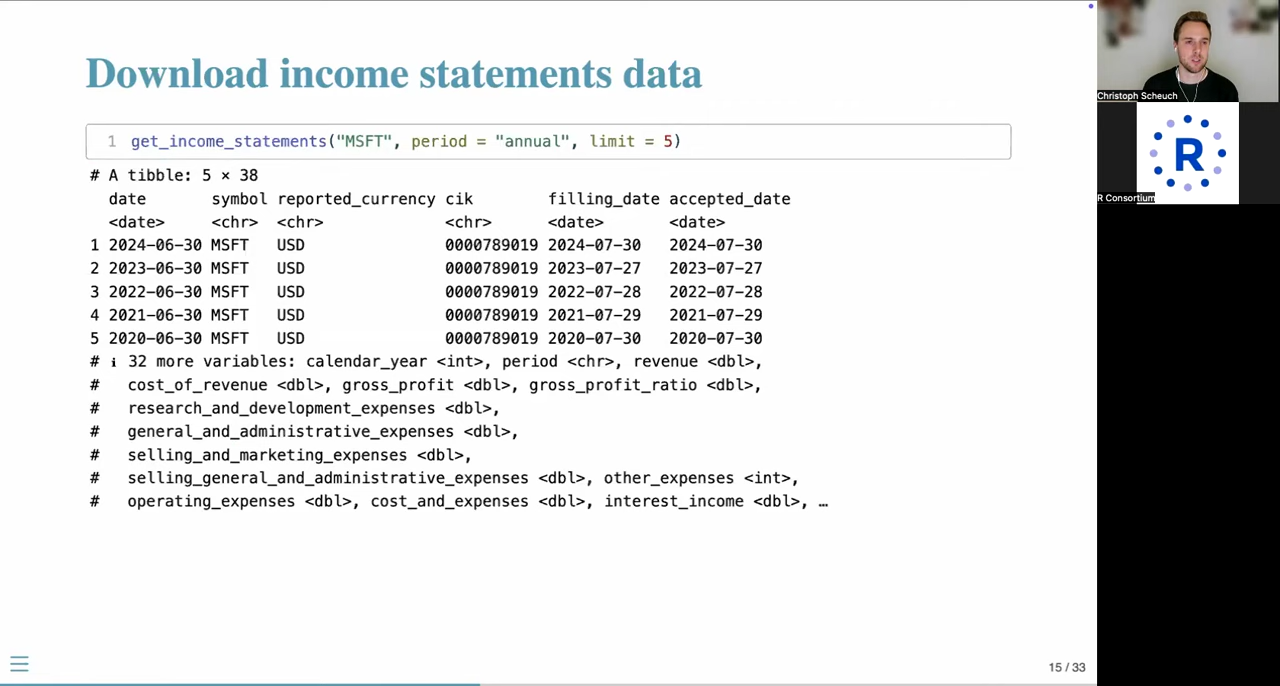 Download income statements data
1 get_income_statements("MSFT", period = "annual", limit = 5)
# A tibble: 5 × 38
date symbol reported_currency cik filling_date accepted_date
<date> <chr> <chr> <chr> <date> <date>
1 2024-06-30 MSFT USD 0000789019 2024-07-30 2024-07-30
2 2023-06-30 MSFT USD 0000789019 2023-07-27 2023-07-27
3 2022-06-30 MSFT USD 0000789019 2022-07-28 2022-07-28
4 2021-06-30 MSFT USD 0000789019 2021-07-29 2021-07-29
5 2020-06-30 MSFT USD 0000789019 2020-07-30 2020-07-30
# ℹ 32 more variables: calendar_year <int>, period <chr>, revenue <dbl>,
# cost_of_revenue <dbl>, gross_profit <dbl>, gross_profit_ratio <dbl>,
# research_and_development_expenses <dbl>,
# general_and_administrative_expenses <dbl>,
# selling_and_marketing_expenses <dbl>,
# selling_general_and_administrative_expenses <dbl>, other_expenses <int>,
# operating_expenses <dbl>, cost_and_expenses <dbl>, interest_income <dbl>, …
15 / 33
Christoph Scheuch
R
R Consortium